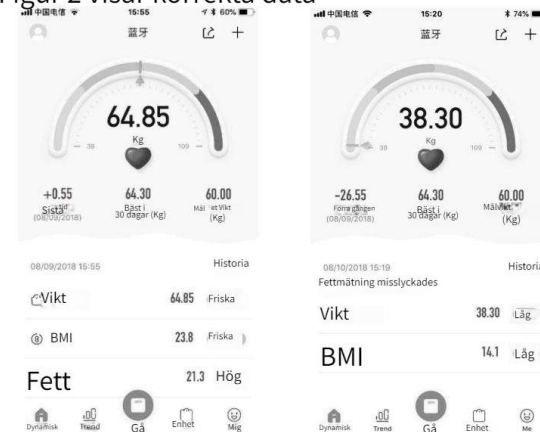 Figur 2 visar korrekta data
中国电信 15:55 60%
蓝牙
64.85
Kg
38 109
+0.55 64.30 60.00
Sista Bäst i Mål
(08/09/2018) 30 dagar (Kg) (Kg)
08/09/2018 15:55 Historia
Vikt 64.85 Friska
BMI 23.8 Friska
Fett 21.3 Hög
Dynamisk Trend Gå Enhet Mig
中国电信 15:20 74%
蓝牙
38.30
Kg
38 109
-26.55 64.30 60.00
Förra gången Bäst i
(08/09/2018) 30 dagar (Kg) (Kg)
08/10/2018 15:19 Historia
Fettmätning misslyckades
Vikt 38.30 Låg
BMI 14.1 Låg
Dynamisk Trend Gå Enhet Me